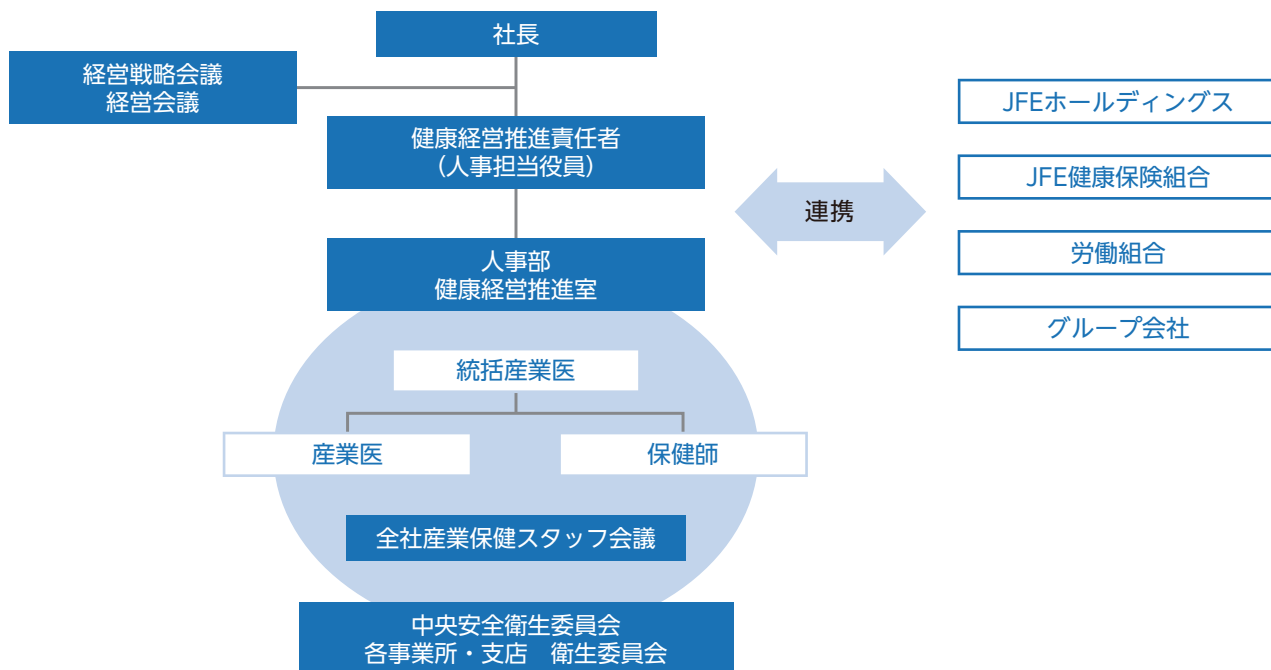 社長
経営戦略会議
経営会議
健康経営推進責任者
（人事担当役員）
人事部
健康経営推進室
統括産業医
産業医
保健師
全社産業保健スタッフ会議
中央安全衛生委員会
各事業所・支店　衛生委員会
連携
JFEホールディングス
JFE健康保険組合
労働組合
グループ会社